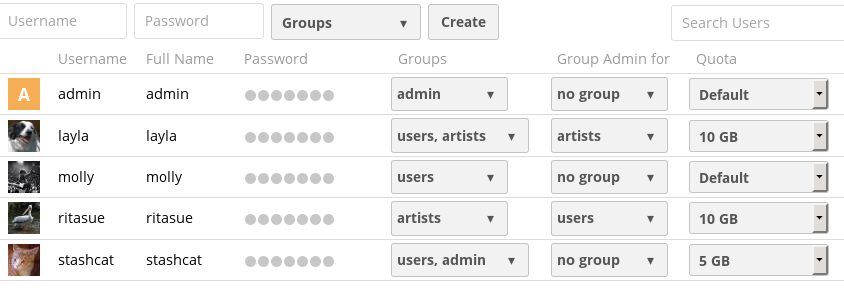 Username Password Groups Create Search Users
Username Full Name Password Groups Group Admin for Quota
A admin admin admin no group Default
layla layla users, artists artists 10 GB
molly molly users no group Default
ritasue ritasue artists users 10 GB
stashcat stashcat users, admin no group 5 GB